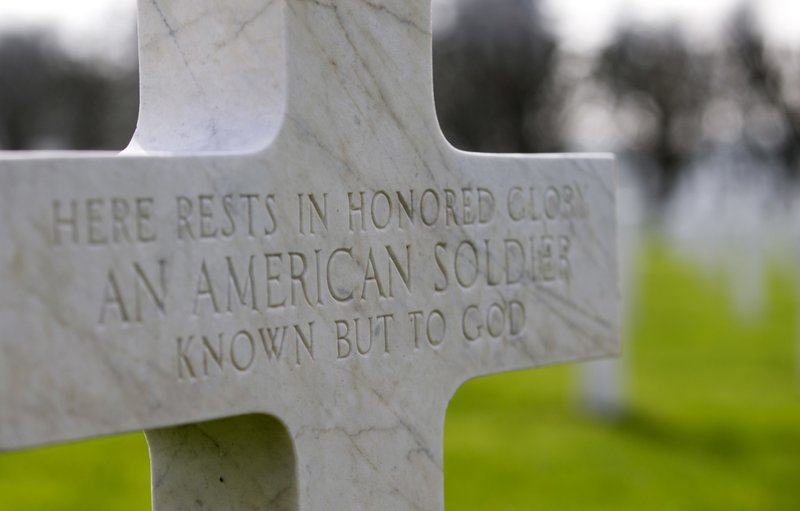 HERE RESTS IN HONORED GLORY
AN AMERICAN SOLDIER
KNOWN BUT TO GOD